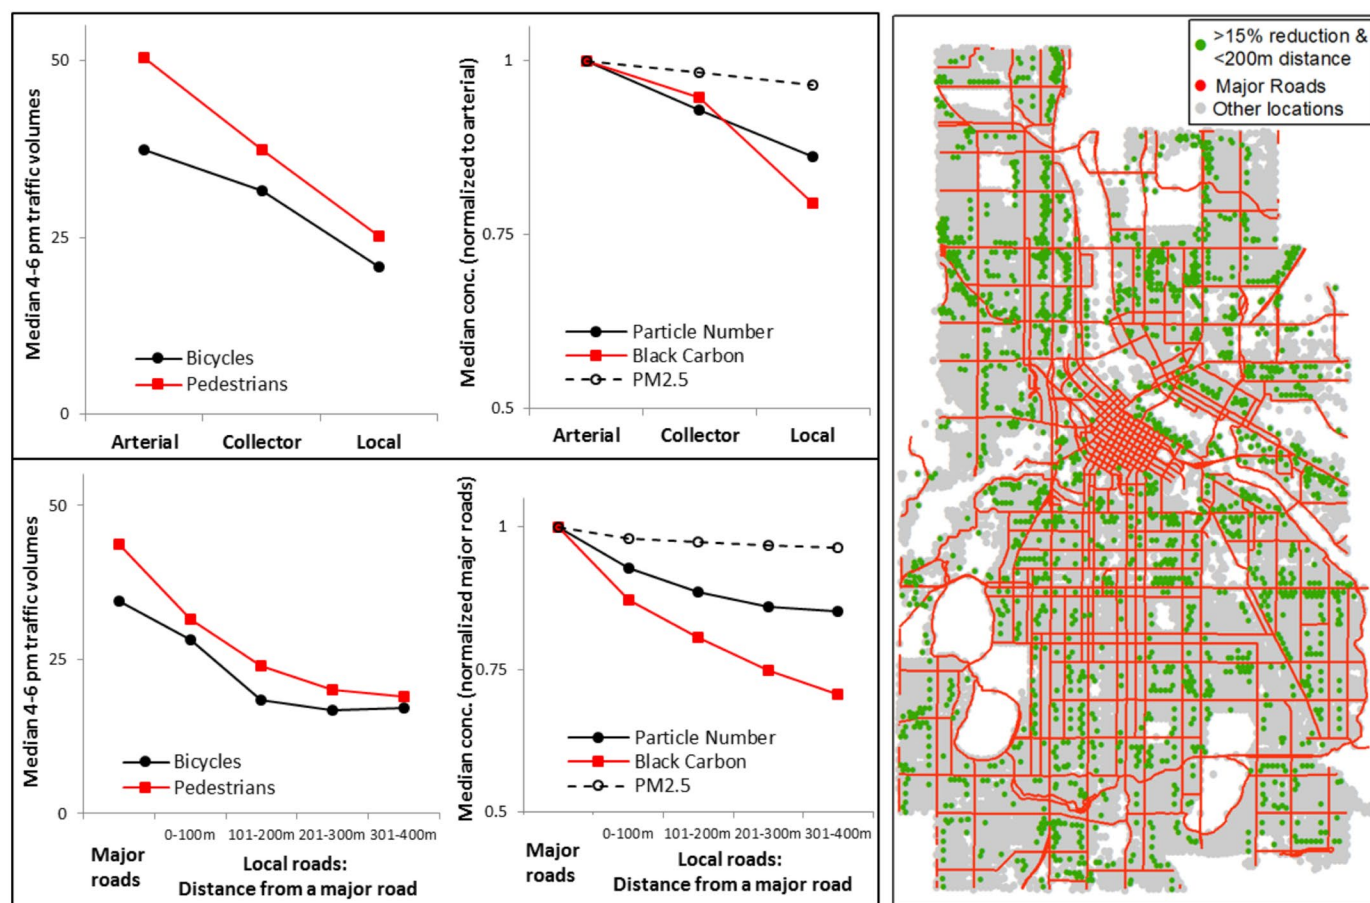 Median 4-6 pm traffic volumes
50
25
0
Bicycles
Pedestrians
Arterial Collector Local
Median conc. (normalized to arterial)
1
0.75
0.5
Particle Number
Black Carbon
PM2.5
Arterial Collector Local
Median 4-6 pm traffic volumes
50
25
0
Bicycles
Pedestrians
0-100m 101-200m 201-300m 301-400m
Major
roads
Local roads:
Distance from a major road
Median conc. (normalized major roads)
1
0.75
0.5
Particle Number
Black Carbon
PM2.5
0-100m 101-200m 201-300m 301-400m
Major
roads
Local roads:
Distance from a major road
>15% reduction &
<200m distance
Major Roads
Other locations